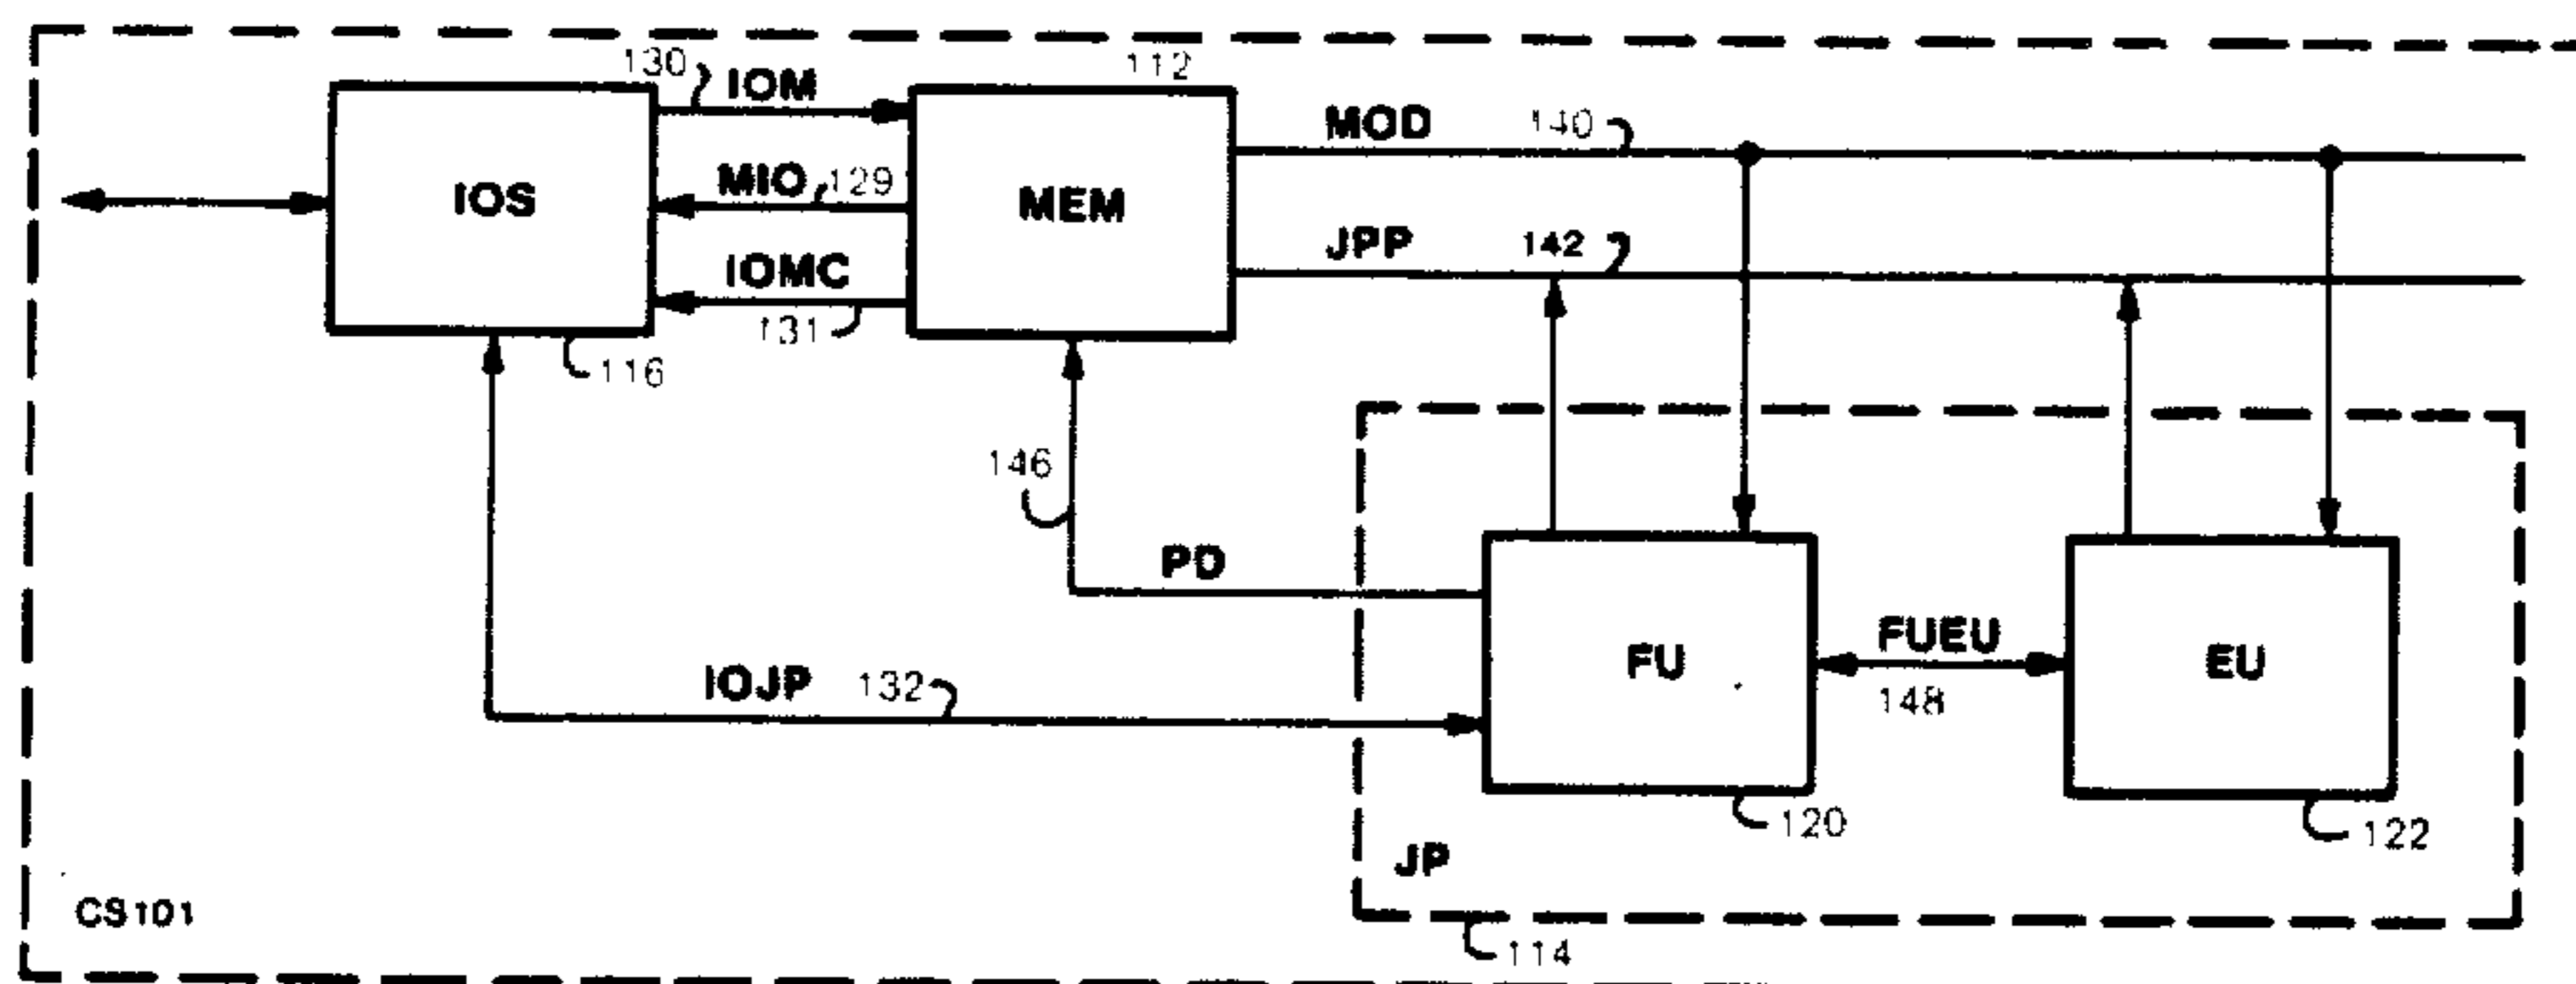 130
IOM
112
MOD
140
IOS
MIO
129
MEM
JPP
142
IOMC
131
116
146
PD
FUEU
FU
EU
IOJP
132
148
120
122
JP
CS101
114